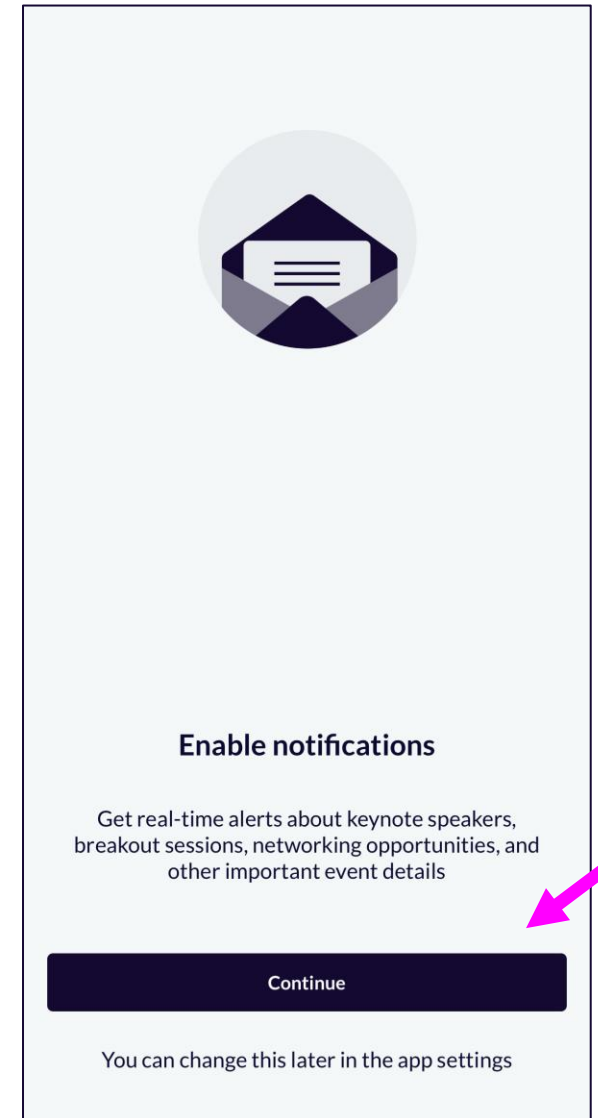 Enable notifications
Get real-time alerts about keynote speakers,
breakout sessions, networking opportunities, and
other important event details
Continue
You can change this later in the app settings